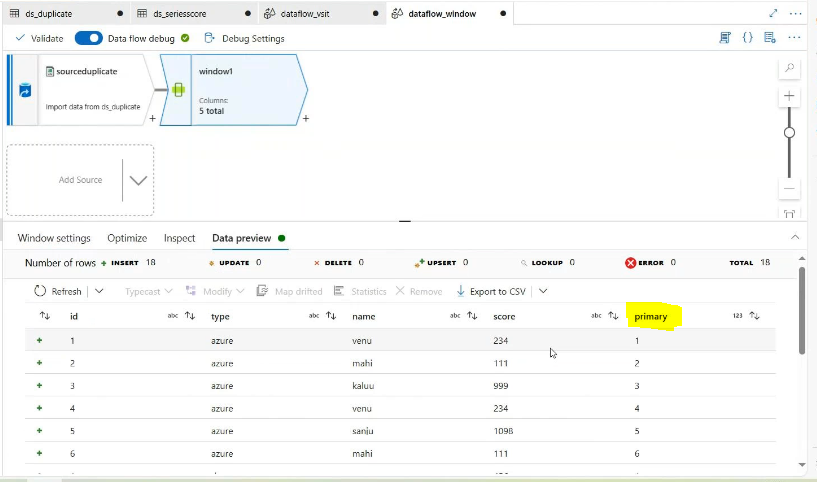 ds_duplicate ds_seriesscore dataflow_vsit dataflow_window
Validate Data flow debug Debug Settings
sourceduplicate
Import data from ds_duplicate
window1
Columns:
5 total
+ +
Add Source
Window settings Optimize Inspect Data preview
Number of rows + INSERT 18 UPDATE 0 DELETE 0 UPSERT 0 LOOKUP 0 ERROR 0 TOTAL 18
Refresh Typecast Modify Map drifted Statistics Remove Export to CSV
id abc type abc name abc score abc primary 123
+ 1 azure venu 234 1
+ 2 azure mahi 111 2
+ 3 azure kaluu 999 3
+ 4 azure venu 234 4
+ 5 azure sanju 1098 5
+ 6 azure mahi 111 6